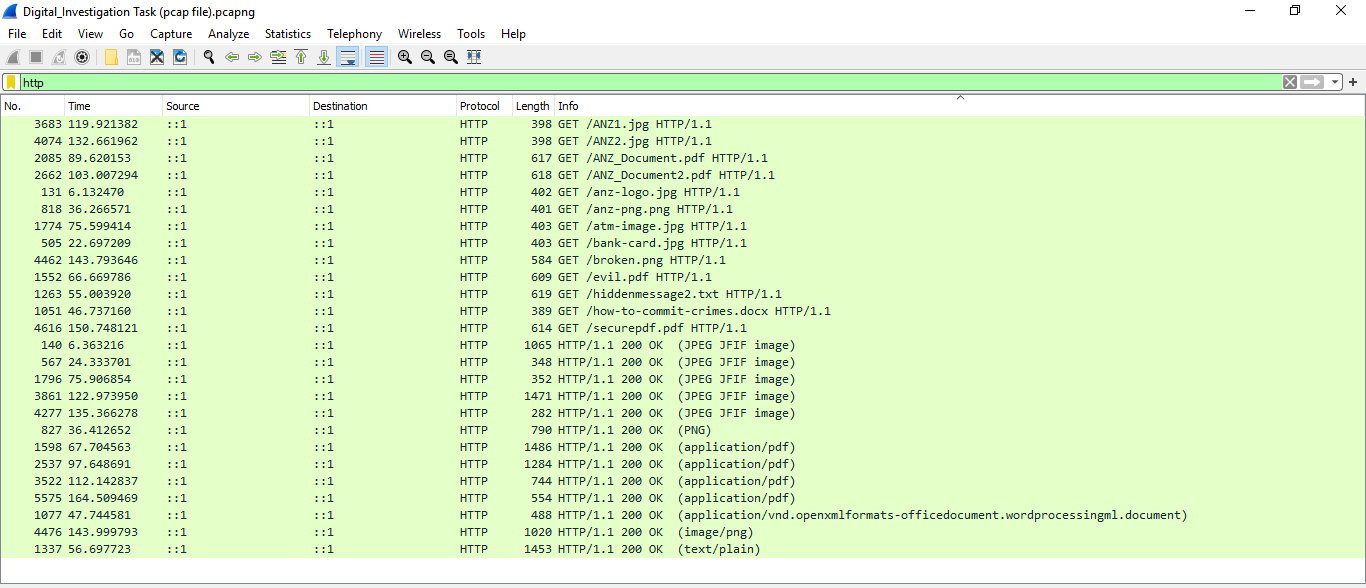 Digital_Investigation Task (pcap file).pcapng
File Edit View Go Capture Analyze Statistics Telephony Wireless Tools Help
http
No. Time Source Destination Protocol Length Info
3683 119.921382 ::1 ::1 HTTP 398 GET /ANZ1.jpg HTTP/1.1
4074 132.661962 ::1 ::1 HTTP 398 GET /ANZ2.jpg HTTP/1.1
2085 89.620153 ::1 ::1 HTTP 617 GET /ANZ_Document.pdf HTTP/1.1
2662 103.007294 ::1 ::1 HTTP 618 GET /ANZ_Document2.pdf HTTP/1.1
131 6.132470 ::1 ::1 HTTP 402 GET /anz-logo.jpg HTTP/1.1
818 36.266571 ::1 ::1 HTTP 401 GET /anz-png.png HTTP/1.1
1774 75.599414 ::1 ::1 HTTP 403 GET /atm-image.jpg HTTP/1.1
505 22.697209 ::1 ::1 HTTP 403 GET /bank-card.jpg HTTP/1.1
4462 143.793646 ::1 ::1 HTTP 584 GET /broken.png HTTP/1.1
1552 66.669786 ::1 ::1 HTTP 609 GET /evil.pdf HTTP/1.1
1263 55.003920 ::1 ::1 HTTP 619 GET /hiddenmessage2.txt HTTP/1.1
1051 46.737160 ::1 ::1 HTTP 389 GET /how-to-commit-crimes.docx HTTP/1.1
4616 150.748121 ::1 ::1 HTTP 614 GET /securepdf.pdf HTTP/1.1
140 6.363216 ::1 ::1 HTTP 1065 HTTP/1.1 200 OK (JPEG JFIF image)
567 24.333701 ::1 ::1 HTTP 348 HTTP/1.1 200 OK (JPEG JFIF image)
1796 75.906854 ::1 ::1 HTTP 352 HTTP/1.1 200 OK (JPEG JFIF image)
3861 122.973950 ::1 ::1 HTTP 1471 HTTP/1.1 200 OK (JPEG JFIF image)
4277 135.366278 ::1 ::1 HTTP 282 HTTP/1.1 200 OK (JPEG JFIF image)
827 36.412652 ::1 ::1 HTTP 790 HTTP/1.1 200 OK (PNG)
1598 67.704563 ::1 ::1 HTTP 1486 HTTP/1.1 200 OK (application/pdf)
2537 97.648691 ::1 ::1 HTTP 1284 HTTP/1.1 200 OK (application/pdf)
3522 112.142837 ::1 ::1 HTTP 744 HTTP/1.1 200 OK (application/pdf)
5575 164.509469 ::1 ::1 HTTP 554 HTTP/1.1 200 OK (application/pdf)
1077 47.744581 ::1 ::1 HTTP 488 HTTP/1.1 200 OK (application/vnd.openxmlformats-officedocument.wordprocessingml.document)
4476 143.999793 ::1 ::1 HTTP 1020 HTTP/1.1 200 OK (image/png)
1337 56.697723 ::1 ::1 HTTP 1453 HTTP/1.1 200 OK (text/plain)